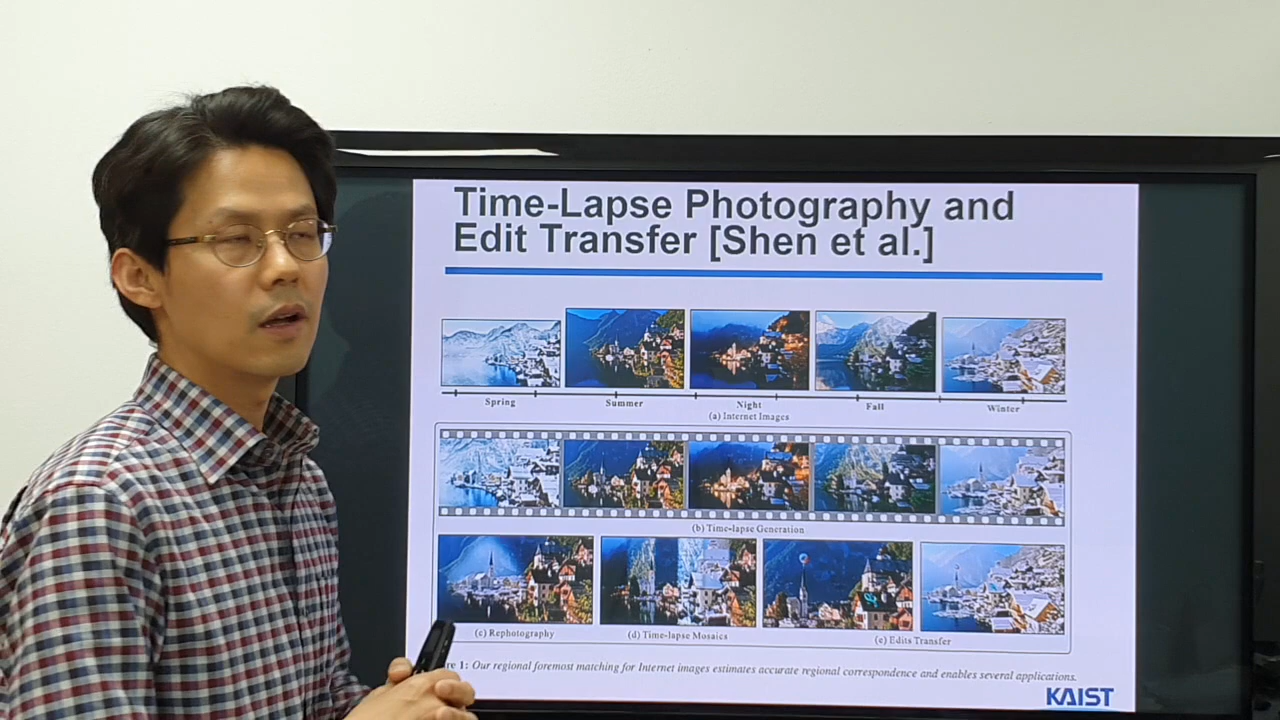 Time-Lapse Photography and
Edit Transfer [Shen et al.]
Spring Summer Night Fall Winter
(a) Internet Images
(b) Time-lapse Generation
(c) Rephotography (d) Time-lapse Mosaics (e) Edits Transfer
re 1: Our regional foremost matching for Internet images estimates accurate regional correspondence and enables several applications.
KAIST